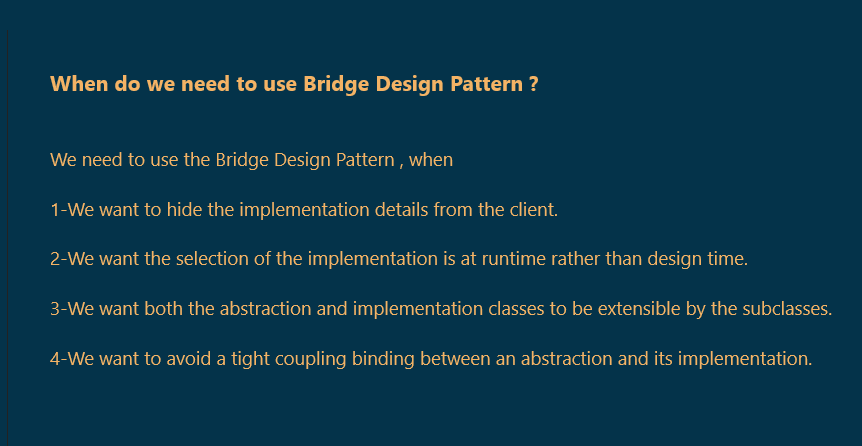 When do we need to use Bridge Design Pattern ?
We need to use the Bridge Design Pattern , when
1-We want to hide the implementation details from the client.
2-We want the selection of the implementation is at runtime rather than design time.
3-We want both the abstraction and implementation classes to be extensible by the subclasses.
4-We want to avoid a tight coupling binding between an abstraction and its implementation.